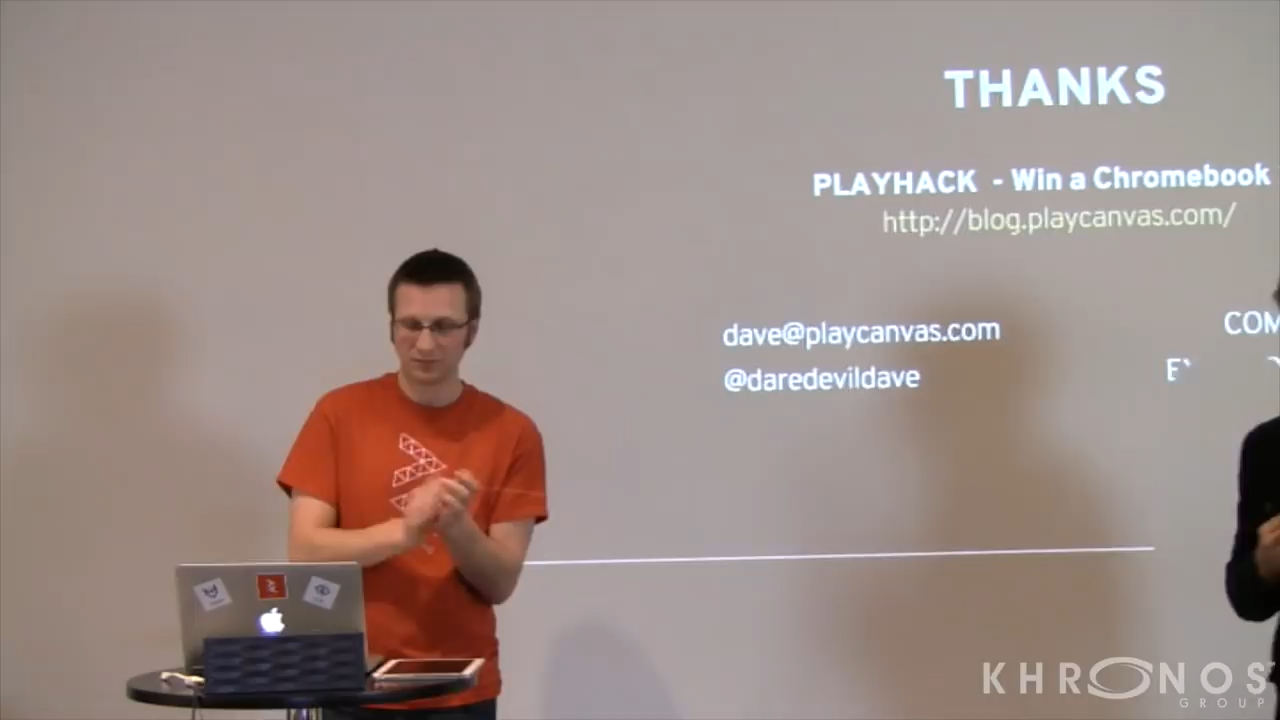 THANKS
PLAYHACK - Win a Chromebook
http://blog.playcanvas.com/
dave@playcanvas.com
COM
@daredevildave
KHRONOS
GROUP